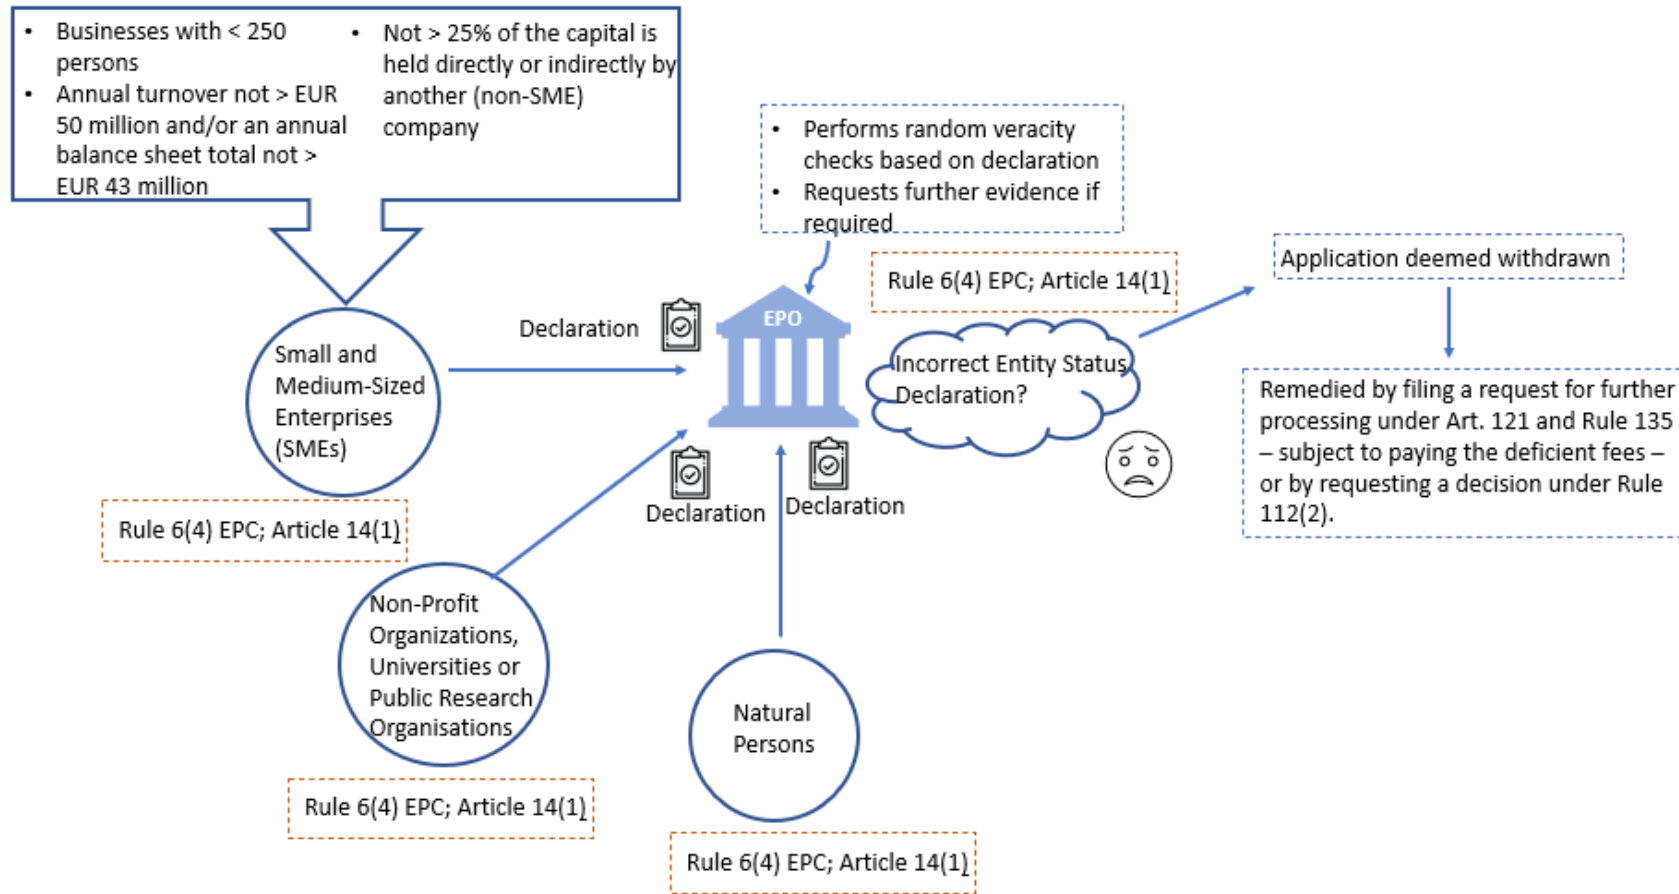 • Businesses with < 250
persons
• Annual turnover not > EUR
50 million and/or an annual
balance sheet total not >
EUR 43 million
• Not > 25% of the capital is
held directly or indirectly by
another (non-SME)
company
• Performs random veracity
checks based on declaration
• Requests further evidence if
required
Rule 6(4) EPC; Article 14(1)
Application deemed withdrawn
EPO
Declaration
Small and
Medium-Sized
Enterprises
(SMEs)
Incorrect Entity Status
Declaration?
Remedied by filing a request for further
processing under Art. 121 and Rule 135
– subject to paying the deficient fees –
or by requesting a decision under Rule
112(2).
Declaration
Declaration
Rule 6(4) EPC; Article 14(1)
Non-Profit
Organizations,
Universities or
Public Research
Organisations
Natural
Persons
Rule 6(4) EPC; Article 14(1)
Rule 6(4) EPC; Article 14(1)